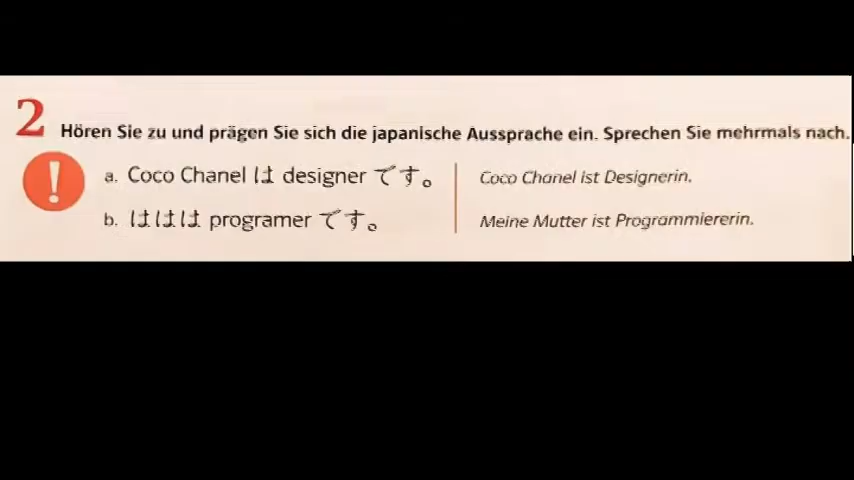 2 Hören Sie zu und prägen Sie sich die japanische Aussprache ein. Sprechen Sie mehrmals nach.
! a. Coco Chanel は designer です。 Coco Chanel ist Designerin.
b. ははは programer です。 Meine Mutter ist Programmiererin.